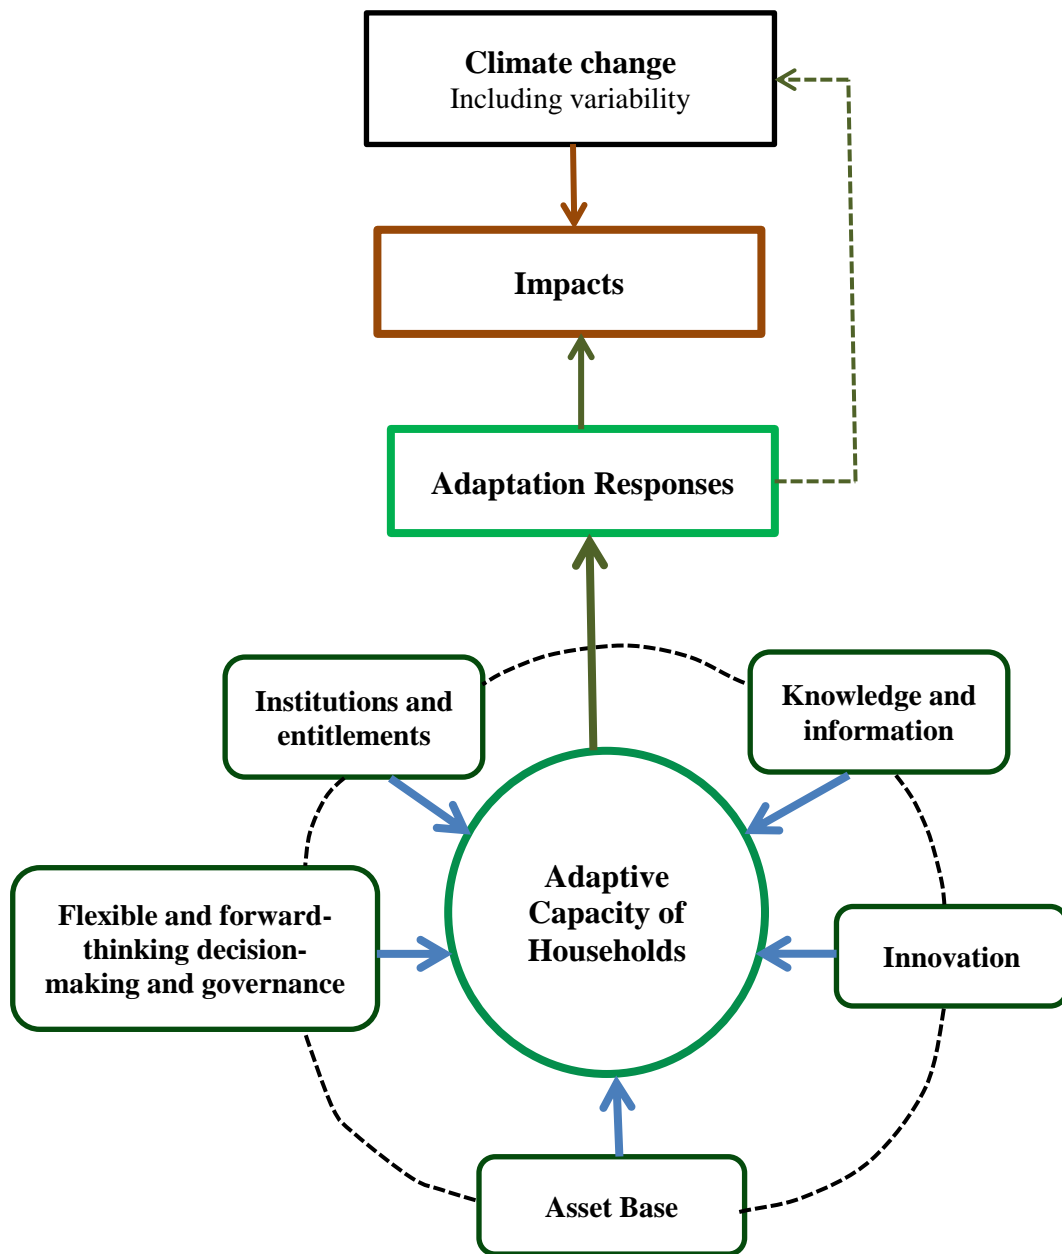 Climate change
Including variability
Impacts
Adaptation Responses
Institutions and
entitlements
Knowledge and
information
Adaptive
Capacity of
Households
Flexible and forward-
thinking decision-
making and governance
Innovation
Asset Base